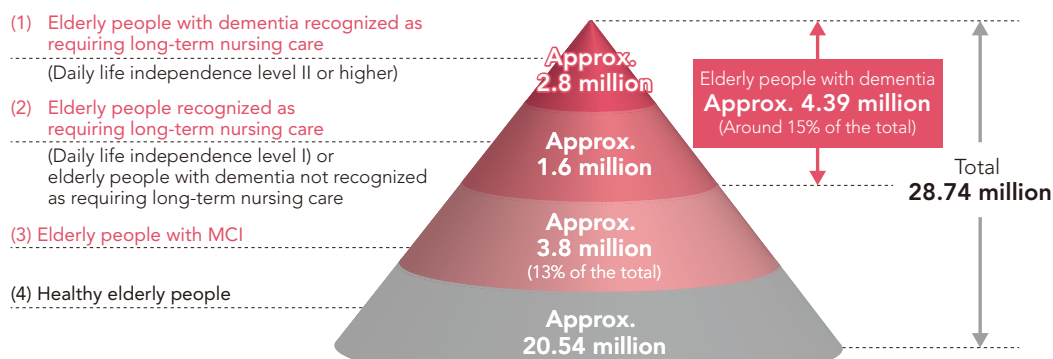 (1) Elderly people with dementia recognized as
requiring long-term nursing care
(Daily life independence level II or higher)
(2) Elderly people recognized as
requiring long-term nursing care
(Daily life independence level I) or
elderly people with dementia not recognized
as requiring long-term nursing care
(3) Elderly people with MCI
(4) Healthy elderly people
Approx.
2.8 million
Approx.
1.6 million
Approx.
3.8 million
(13% of the total)
Approx.
20.54 million
Elderly people with dementia
Approx. 4.39 million
(Around 15% of the total)
Total
28.74 million